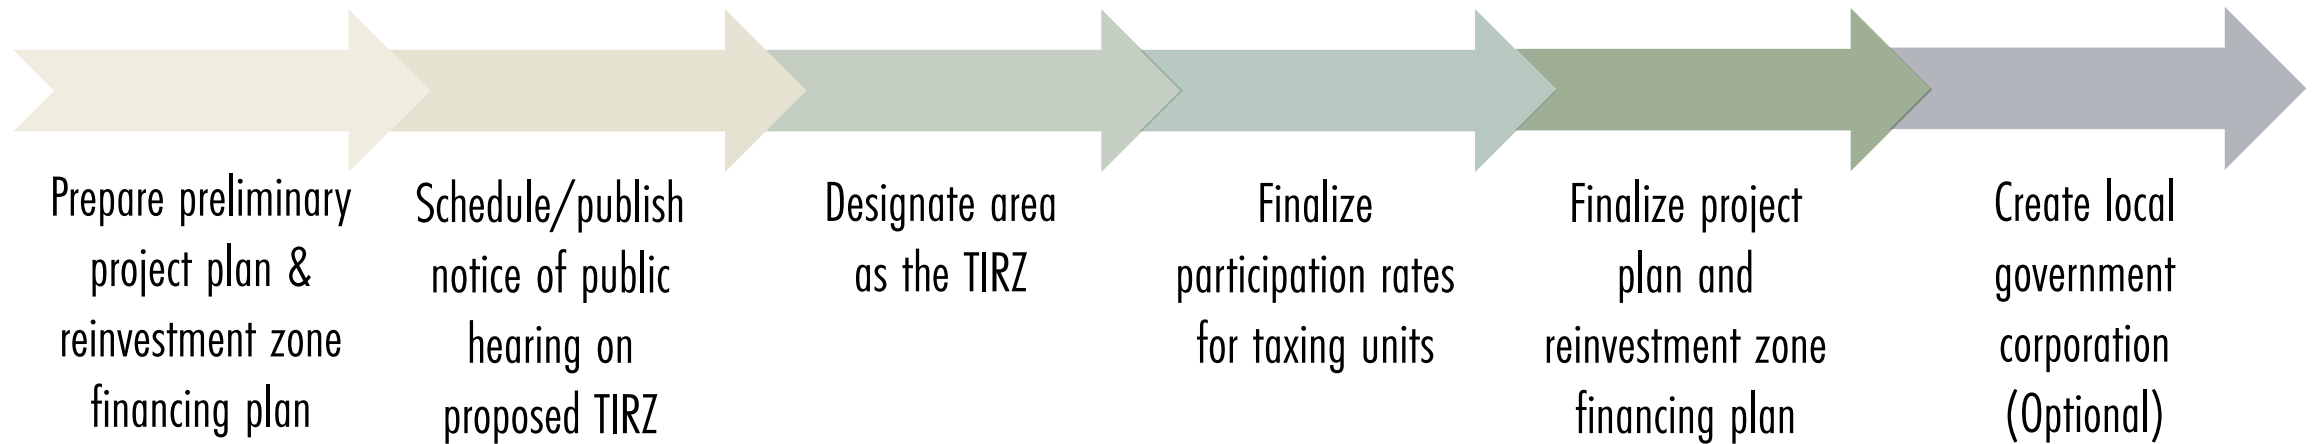 Prepare preliminary
project plan &
reinvestment zone
financing plan
Schedule/publish
notice of public
hearing on
proposed TIRZ
Designate area
as the TIRZ
Finalize
participation rates
for taxing units
Finalize project
plan and
reinvestment zone
financing plan
Create local
government
corporation
(Optional)